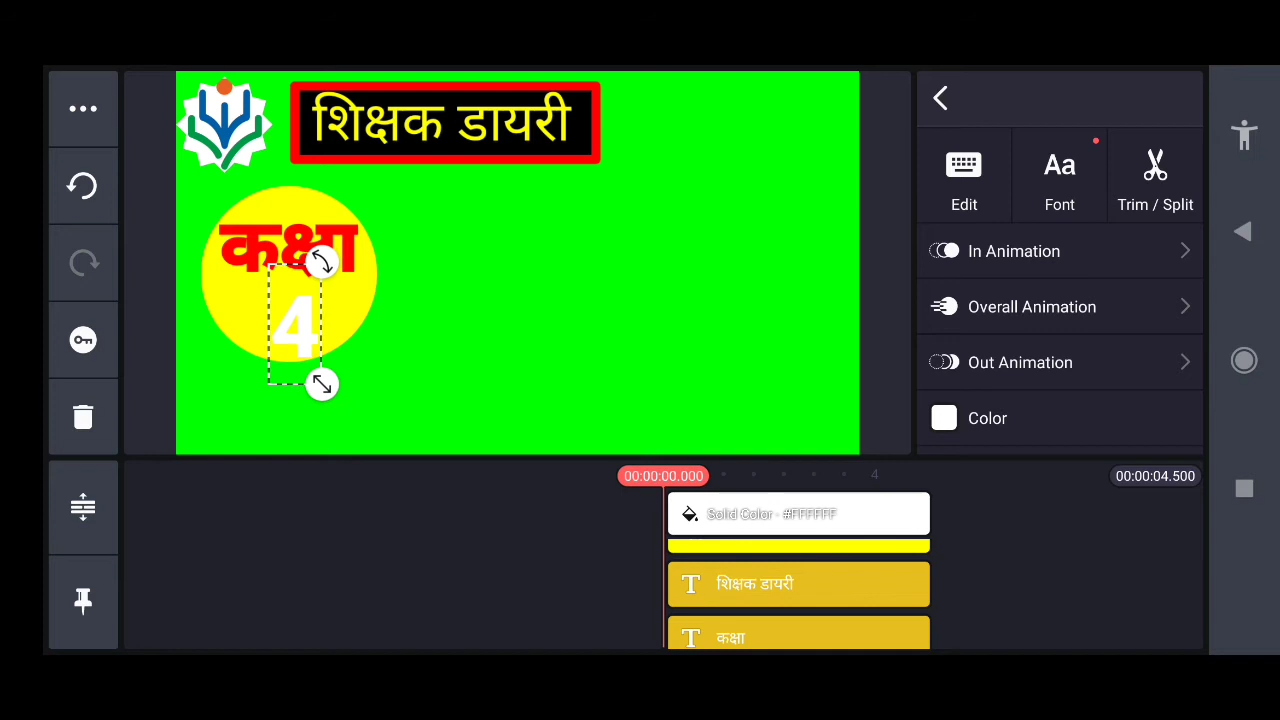 शिक्षक डायरी
कक्षा
4
Edit
Aa
Font
Trim / Split
In Animation
Overall Animation
Out Animation
Color
00:00:00.000
4
00:00:04.500
Solid Color - #FFFFFF
T शिक्षक डायरी
T कक्षा